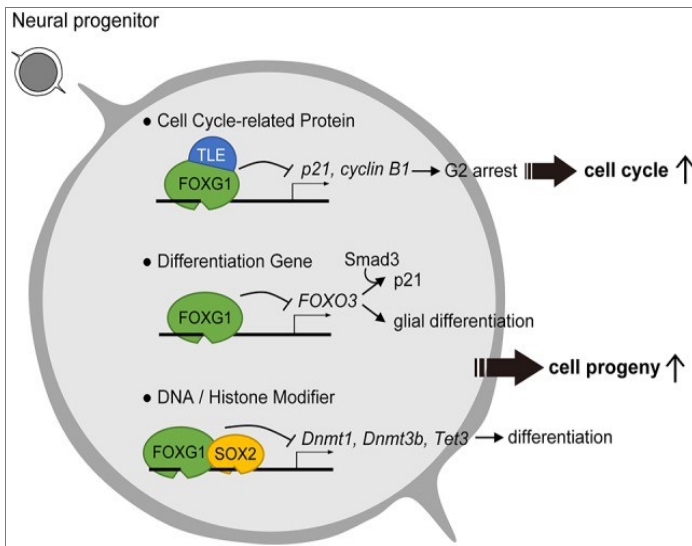 Neural progenitor
● Cell Cycle-related Protein
TLE
FOXG1
p21, cyclin B1 → G2 arrest
cell cycle ↑
● Differentiation Gene
Smad3
p21
FOXG1
FOXO3
glial differentiation
cell progeny ↑
● DNA / Histone Modifier
FOXG1
SOX2
Dnmt1, Dnmt3b, Tet3 → differentiation